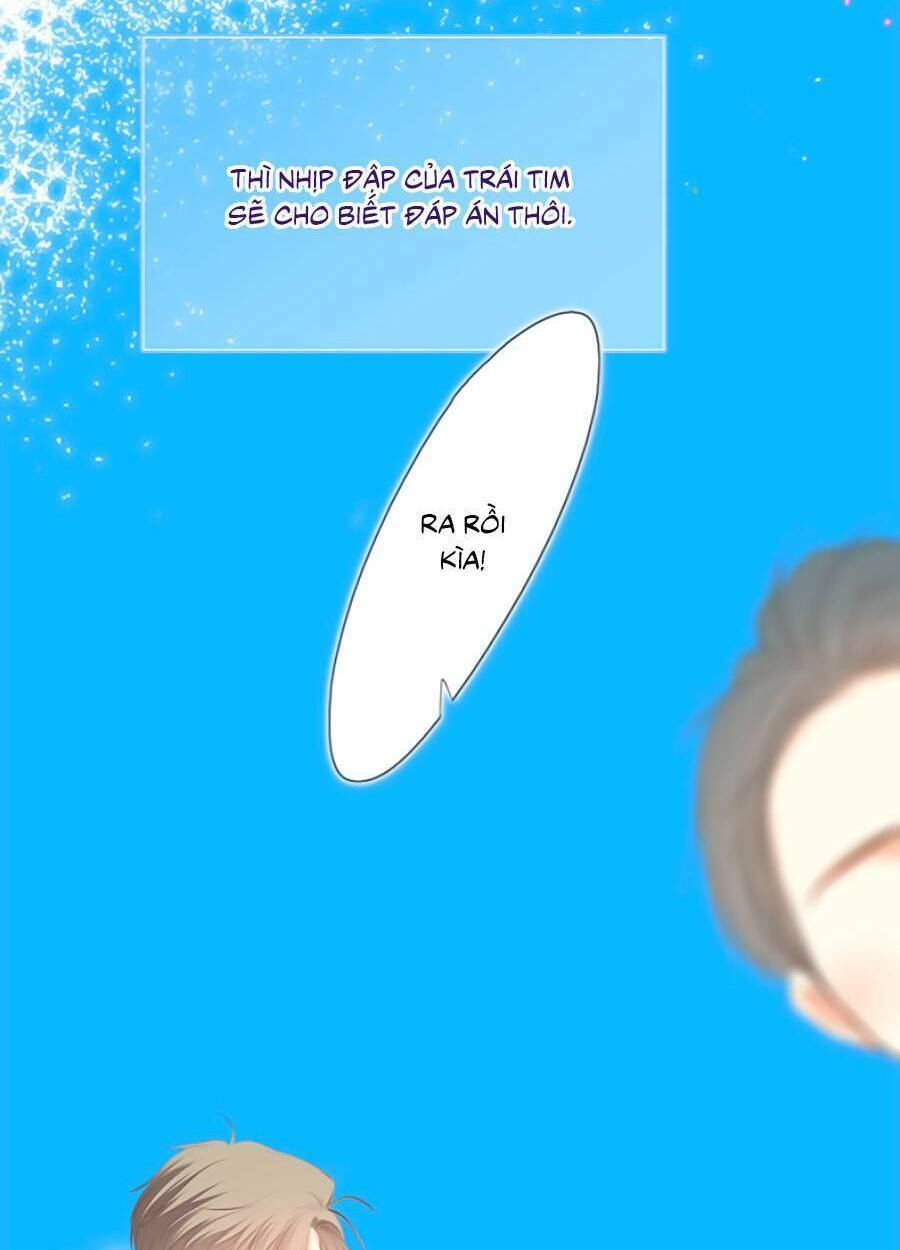 THÌ NHỊP ĐẬP CỦA TRÁI TIM
SẼ CHO BIẾT ĐÁP ÁN THÔI.
RA RỒI
KÌA!